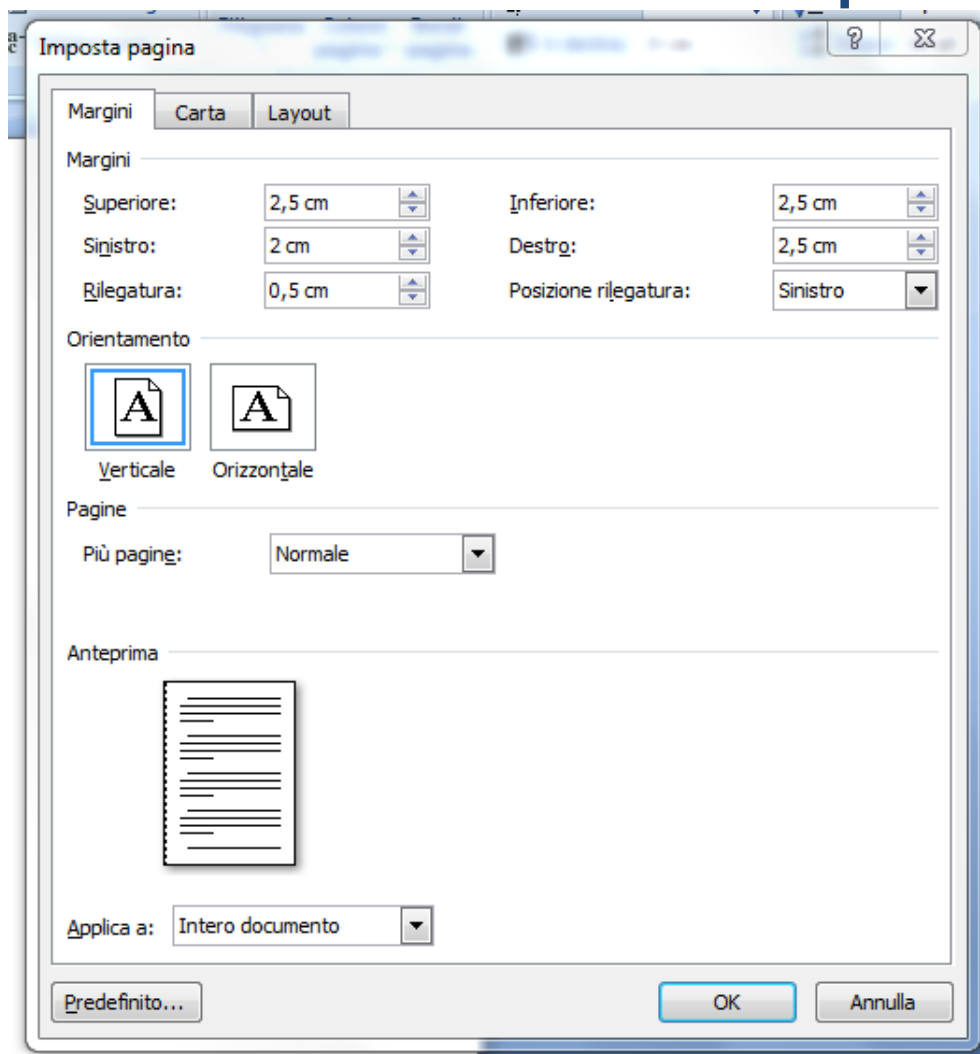 Imposta pagina
Margini Carta Layout
Margini
Superiore: 2,5 cm Inferiore: 2,5 cm
Sinistro: 2 cm Destro: 2,5 cm
Rilegatura: 0,5 cm Posizione rilegatura: Sinistro
Orientamento
A A
Verticale Orizzontale
Pagine
Più pagine: Normale
Anteprima
Applica a: Intero documento
Predefinito... OK Annulla